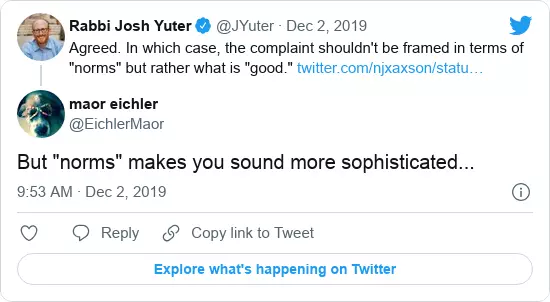 Rabbi Josh Yuter @JYuter · Dec 2, 2019
Agreed. In which case, the complaint shouldn't be framed in terms of
"norms" but rather what is "good." twitter.com/njxaxson/statu…
maor eichler
@EichlerMaor
But "norms" makes you sound more sophisticated...
9:53 AM · Dec 2, 2019
Reply
Copy link to Tweet
Explore what's happening on Twitter